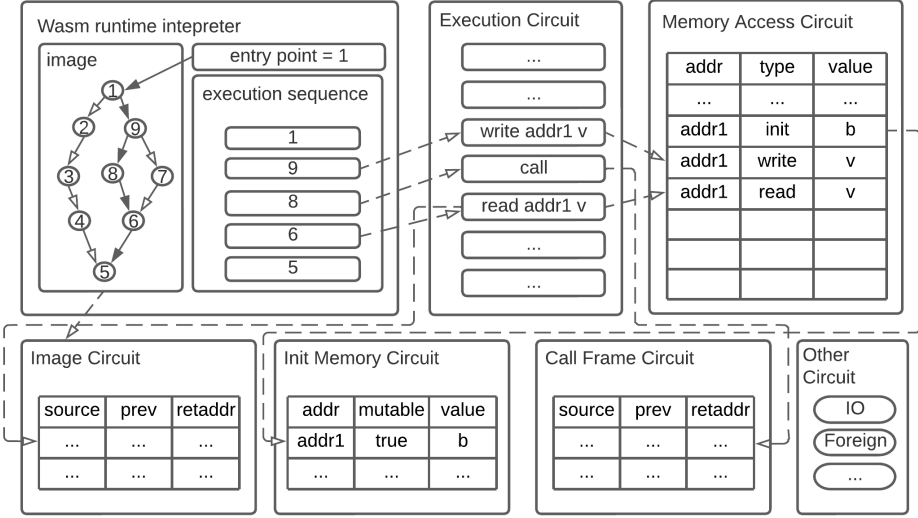 Wasm runtime intepreter
image
entry point = 1
1
2
9
3
8
7
4
6
5
execution sequence
1
9
8
6
5
Execution Circuit
...
...
write addr1 v
call
read addr1 v
...
...
Memory Access Circuit
addr type value
... ... ...
addr1 init b
addr1 write v
addr1 read v
Image Circuit
source prev retaddr
... ... ...
... ... ...
Init Memory Circuit
addr mutable value
addr1 true b
... ... ...
Call Frame Circuit
source prev retaddr
... ... ...
... ... ...
Other
Circuit
IO
Foreign
...